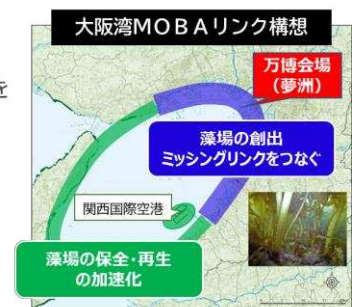 大阪湾MOBAリンク構想
を
万博会場
(夢洲)
藻場の創出
ミッシングリンクをつなぐ
関西国際空港
藻場の保全・再生
の加速化